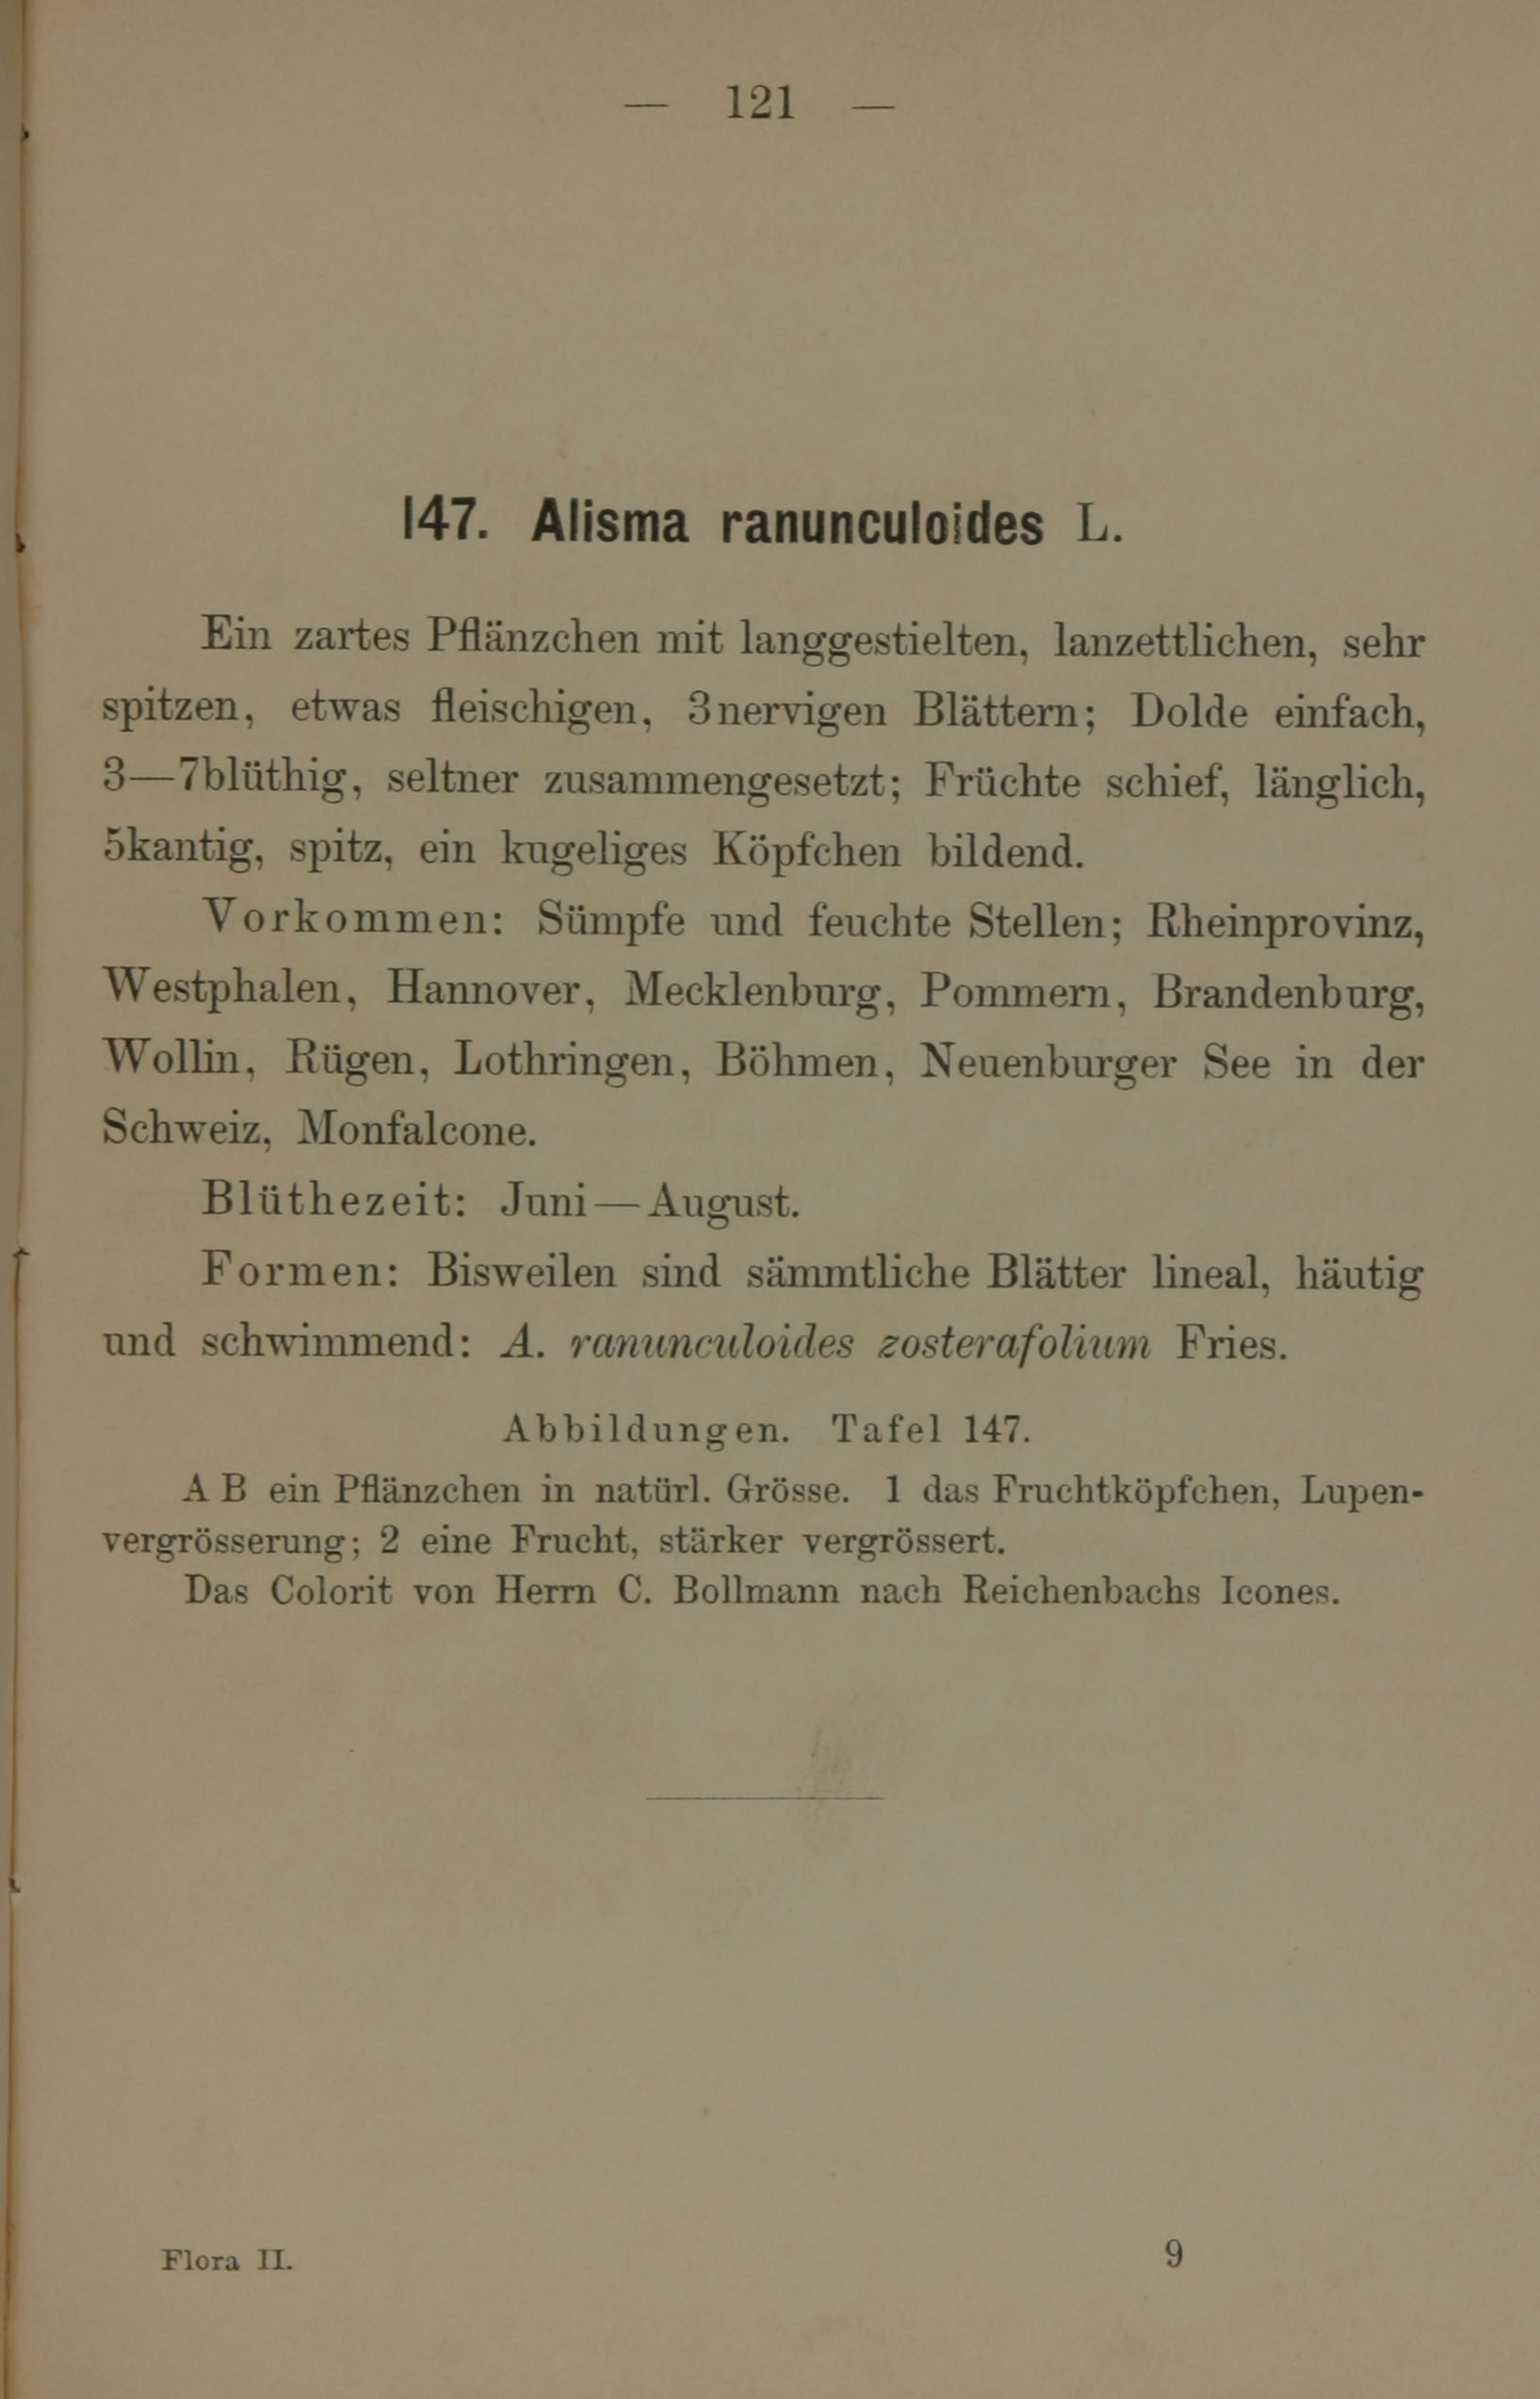 — 121 —
147. Alisma ranunculoides L.
Ein zartes Pflänzchen mit langgestielten, lanzettlichen, sehr
spitzen, etwas fleischigen, 3nervigen Blättern; Dolde einfach,
3—7blüthig, seltner zusammengesetzt; Früchte schief, länglich,
5kantig, spitz, ein kugeliges Köpfchen bildend.
Vorkommen: Sümpfe und feuchte Stellen; Rheinprovinz,
Westphalen, Hannover, Mecklenburg, Pommern, Brandenburg,
Wollin, Rügen, Lothringen, Böhmen, Neuenburger See in der
Schweiz, Monfalcone.
Blüthezeit: Juni—August.
Formen: Bisweilen sind sämmtliche Blätter lineal, häutig
und schwimmend: A. ranunculoides zosterafolium Fries.
Abbildungen. Tafel 147.
A B ein Pflänzchen in natürl. Grösse. 1 das Fruchtköpfchen, Lupen-
vergrösserung; 2 eine Frucht, stärker vergrössert.
Das Colorit von Herrn C. Bollmann nach Reichenbachs Icones.
Flora II. 9